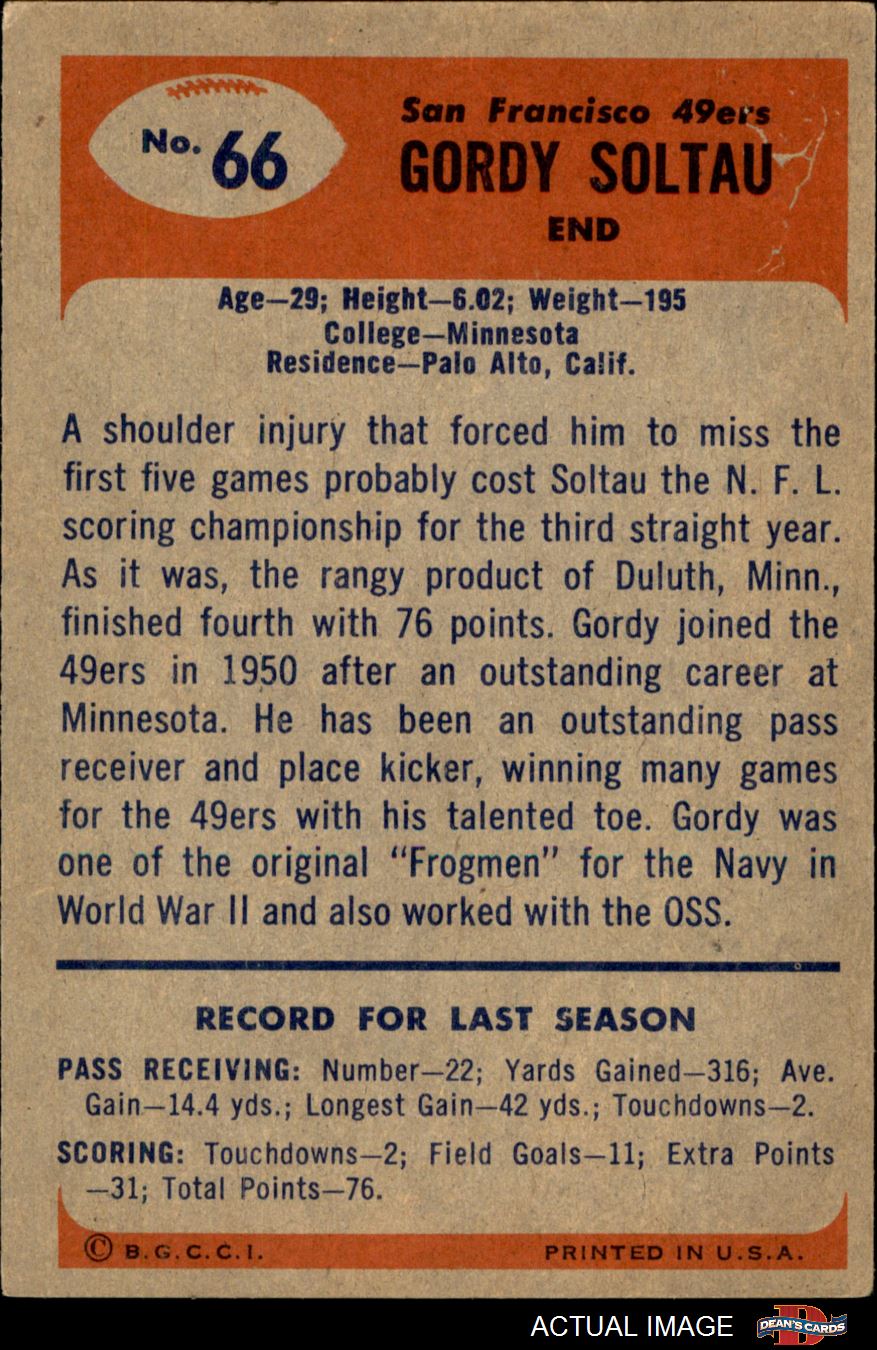 No. 66
San Francisco 49ers
GORDY SOLTAU
END
Age—29; Height—6.02; Weight—195
College—Minnesota
Residence—Palo Alto, Calif.
A shoulder injury that forced him to miss the
first five games probably cost Soltau the N. F. L.
scoring championship for the third straight year.
As it was, the rangy product of Duluth, Minn.,
finished fourth with 76 points. Gordy joined the
49ers in 1950 after an outstanding career at
Minnesota. He has been an outstanding pass
receiver and place kicker, winning many games
for the 49ers with his talented toe. Gordy was
one of the original "Frogmen" for the Navy in
World War II and also worked with the OSS.
RECORD FOR LAST SEASON
PASS RECEIVING: Number—22; Yards Gained—316; Ave.
Gain—14.4 yds.; Longest Gain—42 yds.; Touchdowns—2.
SCORING: Touchdowns—2; Field Goals—11; Extra Points
—31; Total Points—76.
© B.G.C.C.I. PRINTED IN U.S.A.
ACTUAL IMAGE D DEAN'S CARDS